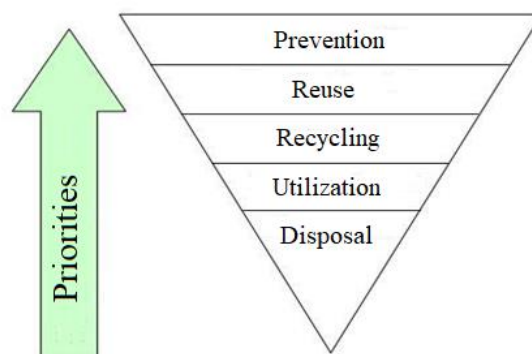 Prevention
Reuse
Recycling
Utilization
Disposal
Priorities